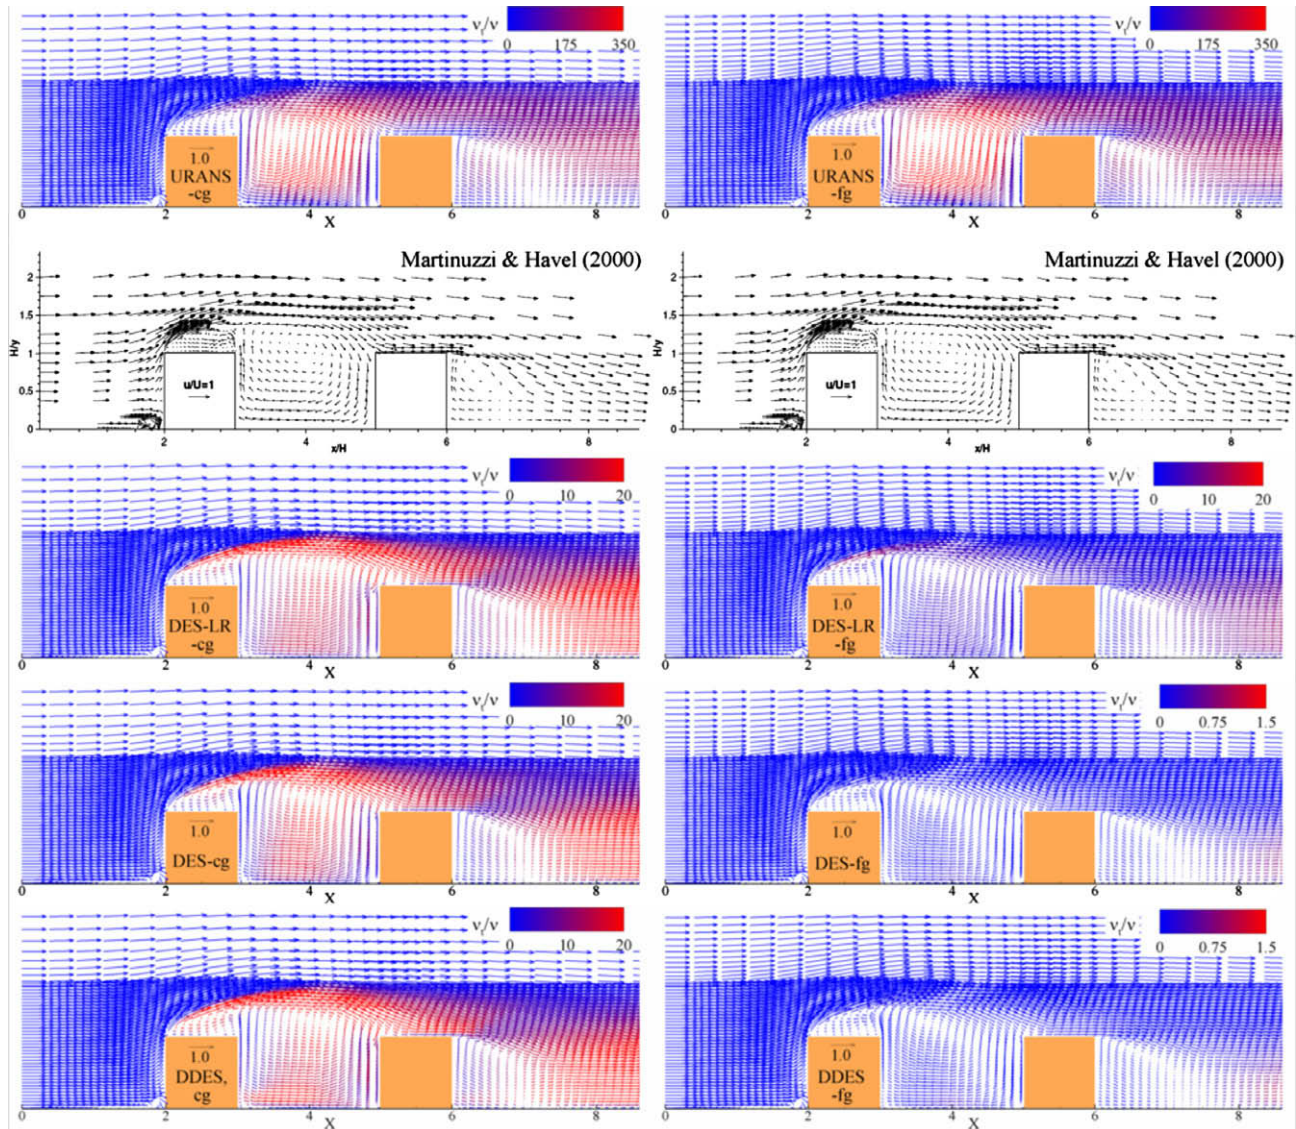 ν_t/ν
0 175 350
1.0
URANS
-cg
0 2 4 6 8
X
ν_t/ν
0 175 350
1.0
URANS
-fg
0 2 4 6 8
X
Martinuzzi & Havel (2000)
H/y
2
1.5
1
0.5
0
u/U=1
2 4 6 8
x/H
Martinuzzi & Havel (2000)
H/y
2
1.5
1
0.5
0
u/U=1
2 4 6 8
x/H
ν_t/ν
0 10 20
1.0
DES-LR
-cg
0 2 4 6 8
X
ν_t/ν
0 10 20
1.0
DES-LR
-fg
0 2 4 6 8
X
ν_t/ν
0 10 20
1.0
DES-cg
0 2 4 6 8
X
ν_t/ν
0 0.75 1.5
1.0
DES-fg
0 2 4 6 8
X
ν_t/ν
0 10 20
1.0
DDES,
cg
0 2 4 6 8
X
ν_t/ν
0 0.75 1.5
1.0
DDES
-fg
0 2 4 6 8
X